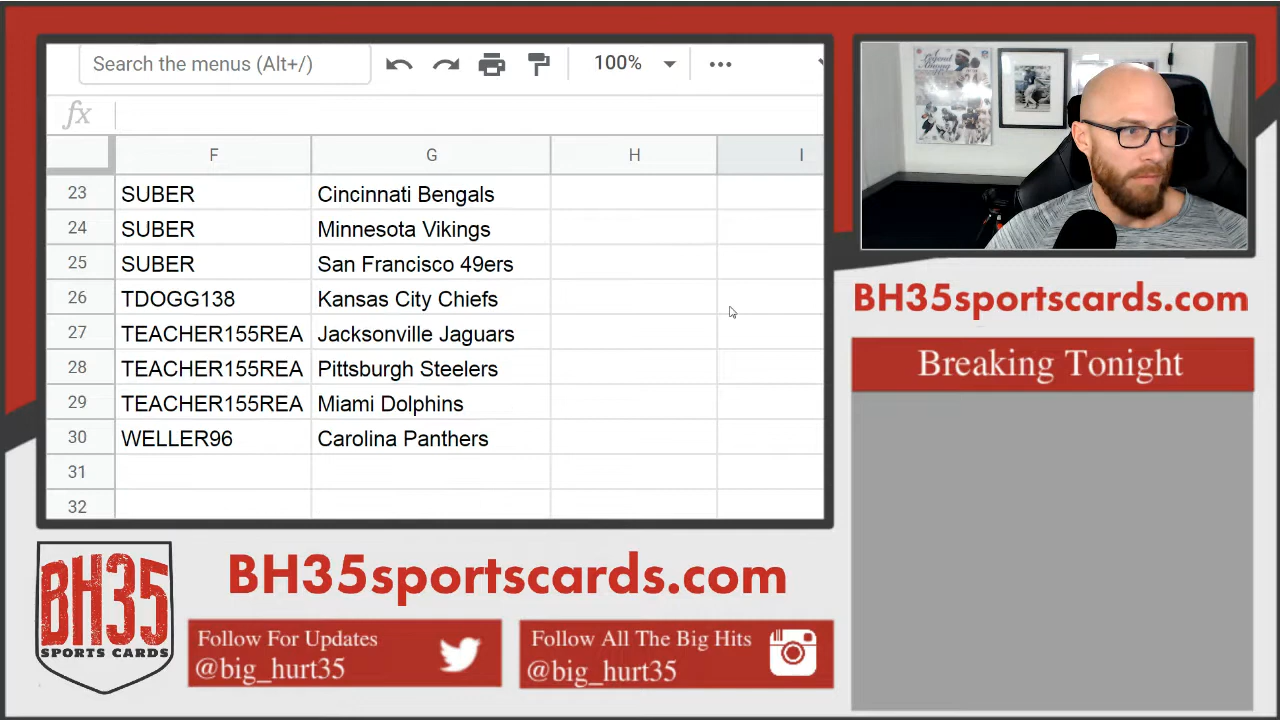 Search the menus (Alt+/)
100%
fx
F G H I
23 SUBER Cincinnati Bengals
24 SUBER Minnesota Vikings
25 SUBER San Francisco 49ers
26 TDOGG138 Kansas City Chiefs
27 TEACHER155REA Jacksonville Jaguars
28 TEACHER155REA Pittsburgh Steelers
29 TEACHER155REA Miami Dolphins
30 WELLER96 Carolina Panthers
31
32
BH35sportscards.com
Breaking Tonight
BH35
SPORTS CARDS
BH35sportscards.com
Follow For Updates
@big_hurt35
Follow All The Big Hits
@big_hurt35